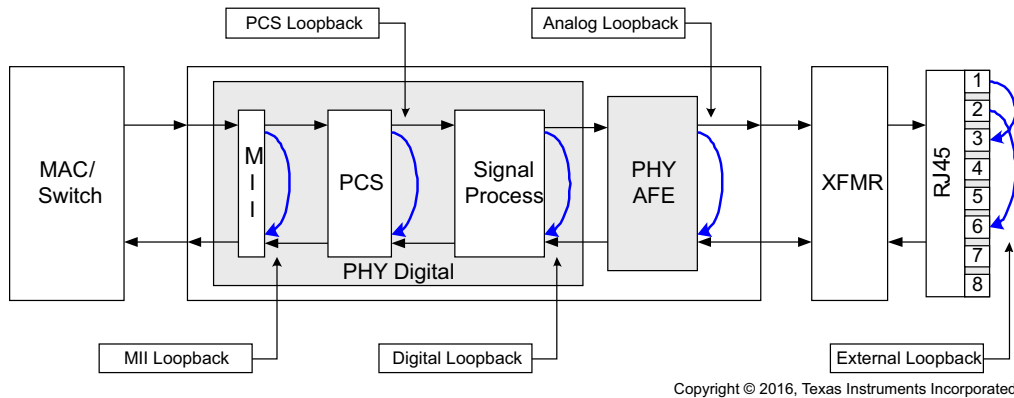 PCS Loopback
Analog Loopback
MAC/
Switch
M
I
I
PCS
Signal
Process
PHY Digital
PHY
AFE
XFMR
RJ45
1
2
3
4
5
6
7
8
MII Loopback
Digital Loopback
External Loopback
Copyright © 2016, Texas Instruments Incorporated